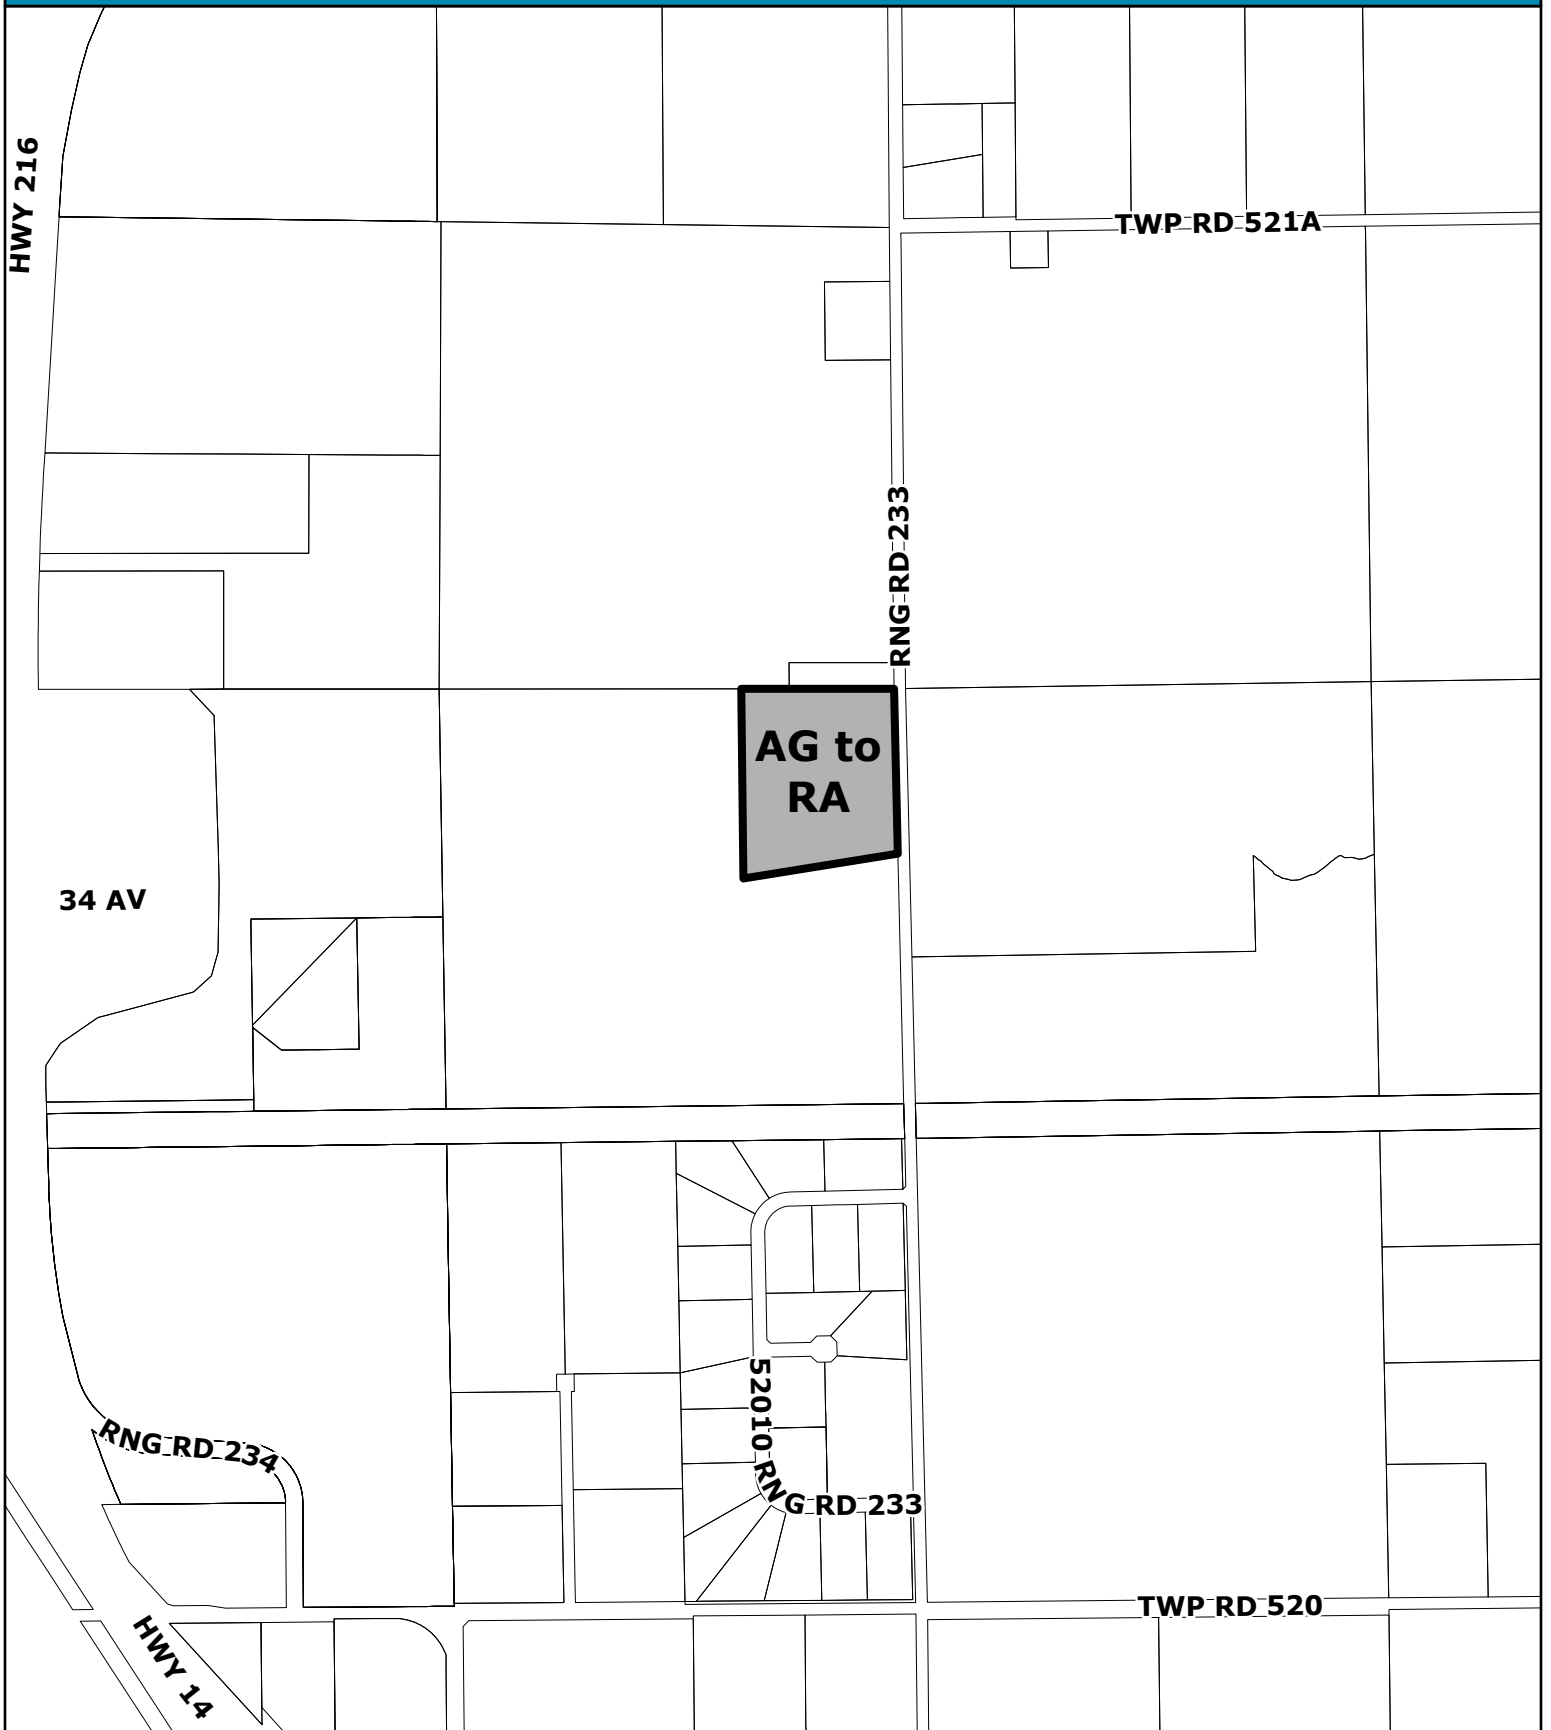 HWY 216
TWP RD 521A
RNG RD 233
AG to
RA
34 AV
RNG RD 234
52010 RNG RD 233
TWP RD 520
HWY 14